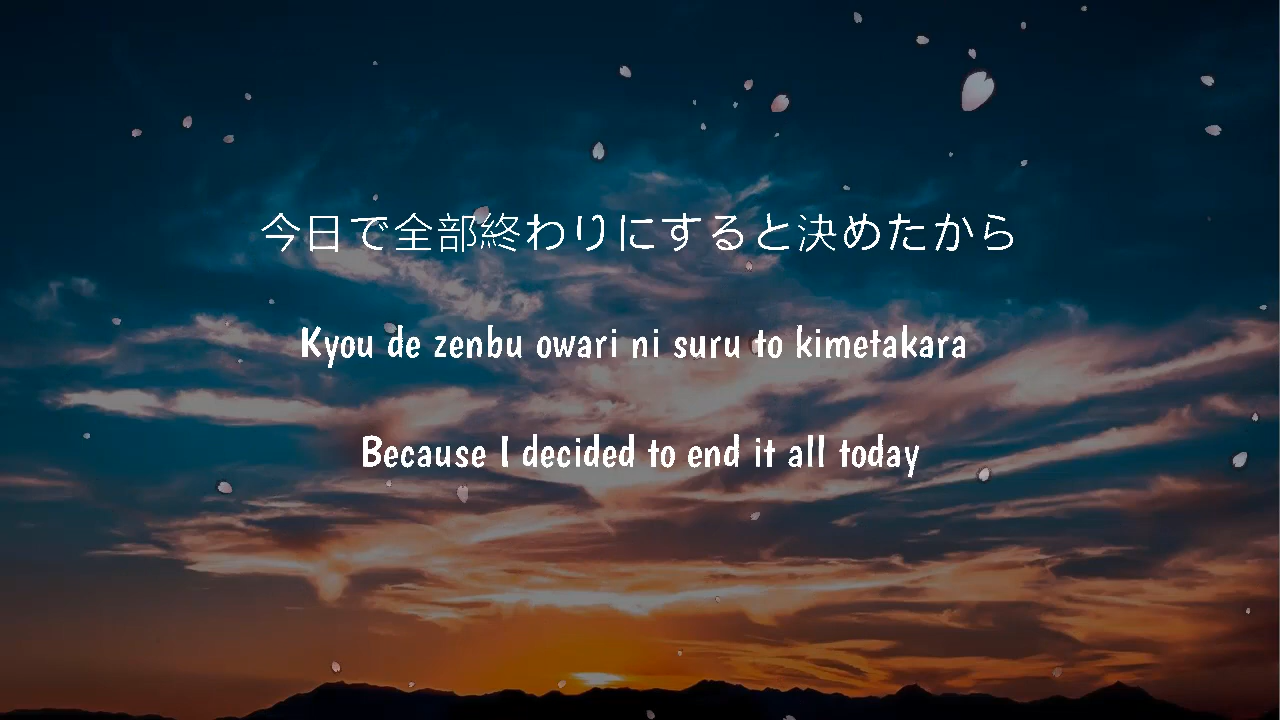 今日で全部終わりにすると決めたから
Kyou de zenbu owari ni suru to kimetakara
Because I decided to end it all today